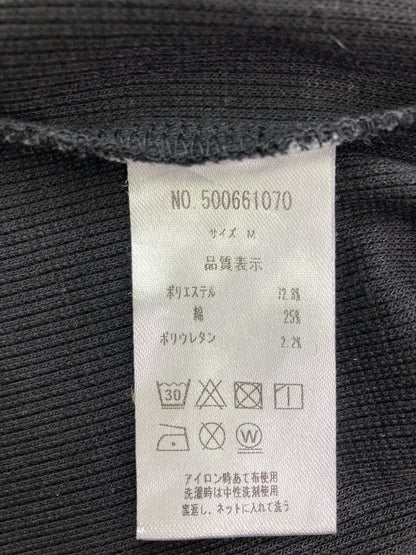 NO.500661070
サイズ M
品質表示
ポリエステル 72.8%
綿 25%
ポリウレタン 2.2%
30
W
アイロン時あて布使用
洗濯時は中性洗剤使用
裏返し、ネットに入れて洗う